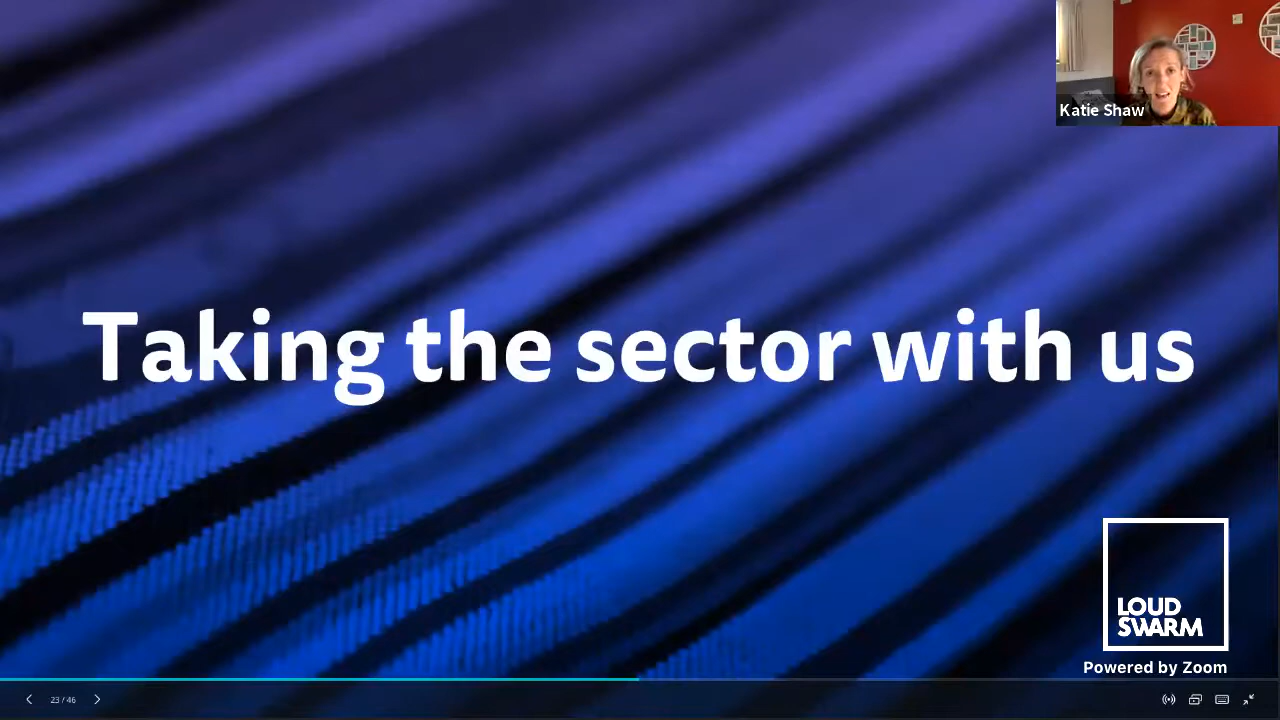 Katie Shaw
Taking the sector with us
LOUD
SWARM
Powered by Zoom
23 / 46